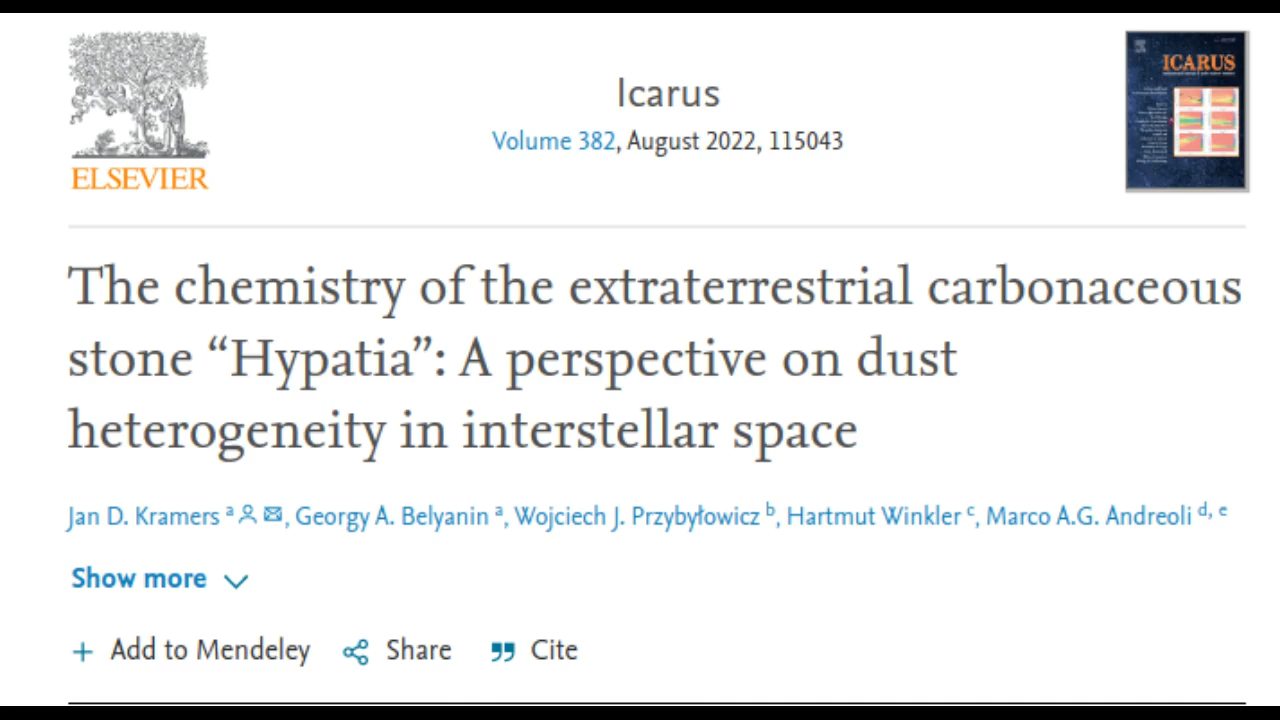 ELSEVIER
Icarus
Volume 382, August 2022, 115043
ICARUS
The chemistry of the extraterrestrial carbonaceous
stone “Hypatia”: A perspective on dust
heterogeneity in interstellar space
Jan D. Kramers a, Georgy A. Belyanin a, Wojciech J. Przybyłowicz b, Hartmut Winkler c, Marco A.G. Andreoli d, e
Show more
+ Add to Mendeley Share Cite